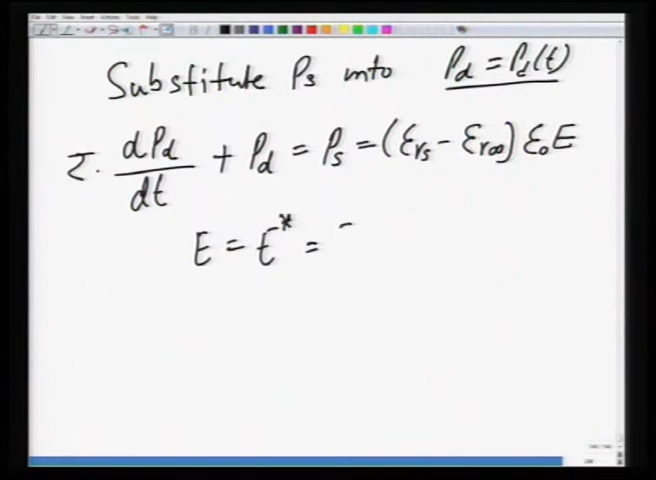 Substitute Ps into Pd = Pd(t)
τ. dPd/dt + Pd = Ps = (εrs - εr∞) ε0 E
E = E* =